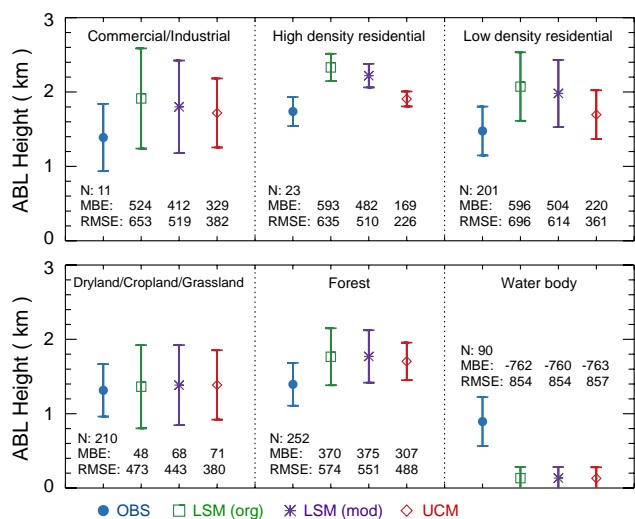 Commercial/Industrial High density residential Low density residential
ABL Height ( km )
3
2
1
0
N: 11
MBE: 524 412 329
RMSE: 653 519 382
N: 23
MBE: 593 482 169
RMSE: 635 510 226
N: 201
MBE: 596 504 220
RMSE: 696 614 361
Dryland/Cropland/Grassland Forest Water body
ABL Height ( km )
3
2
1
0
N: 210
MBE: 48 68 71
RMSE: 473 443 380
N: 252
MBE: 370 375 307
RMSE: 574 551 488
N: 90
MBE: -762 -760 -763
RMSE: 854 854 857
OBS LSM (org) LSM (mod) UCM